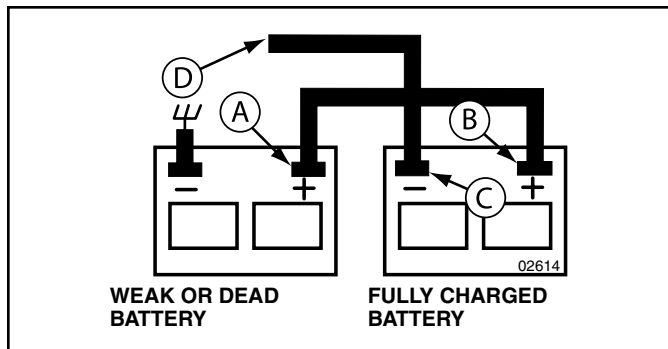 D
A
B
C
− +
− +
02614
WEAK OR DEAD
BATTERY
FULLY CHARGED
BATTERY